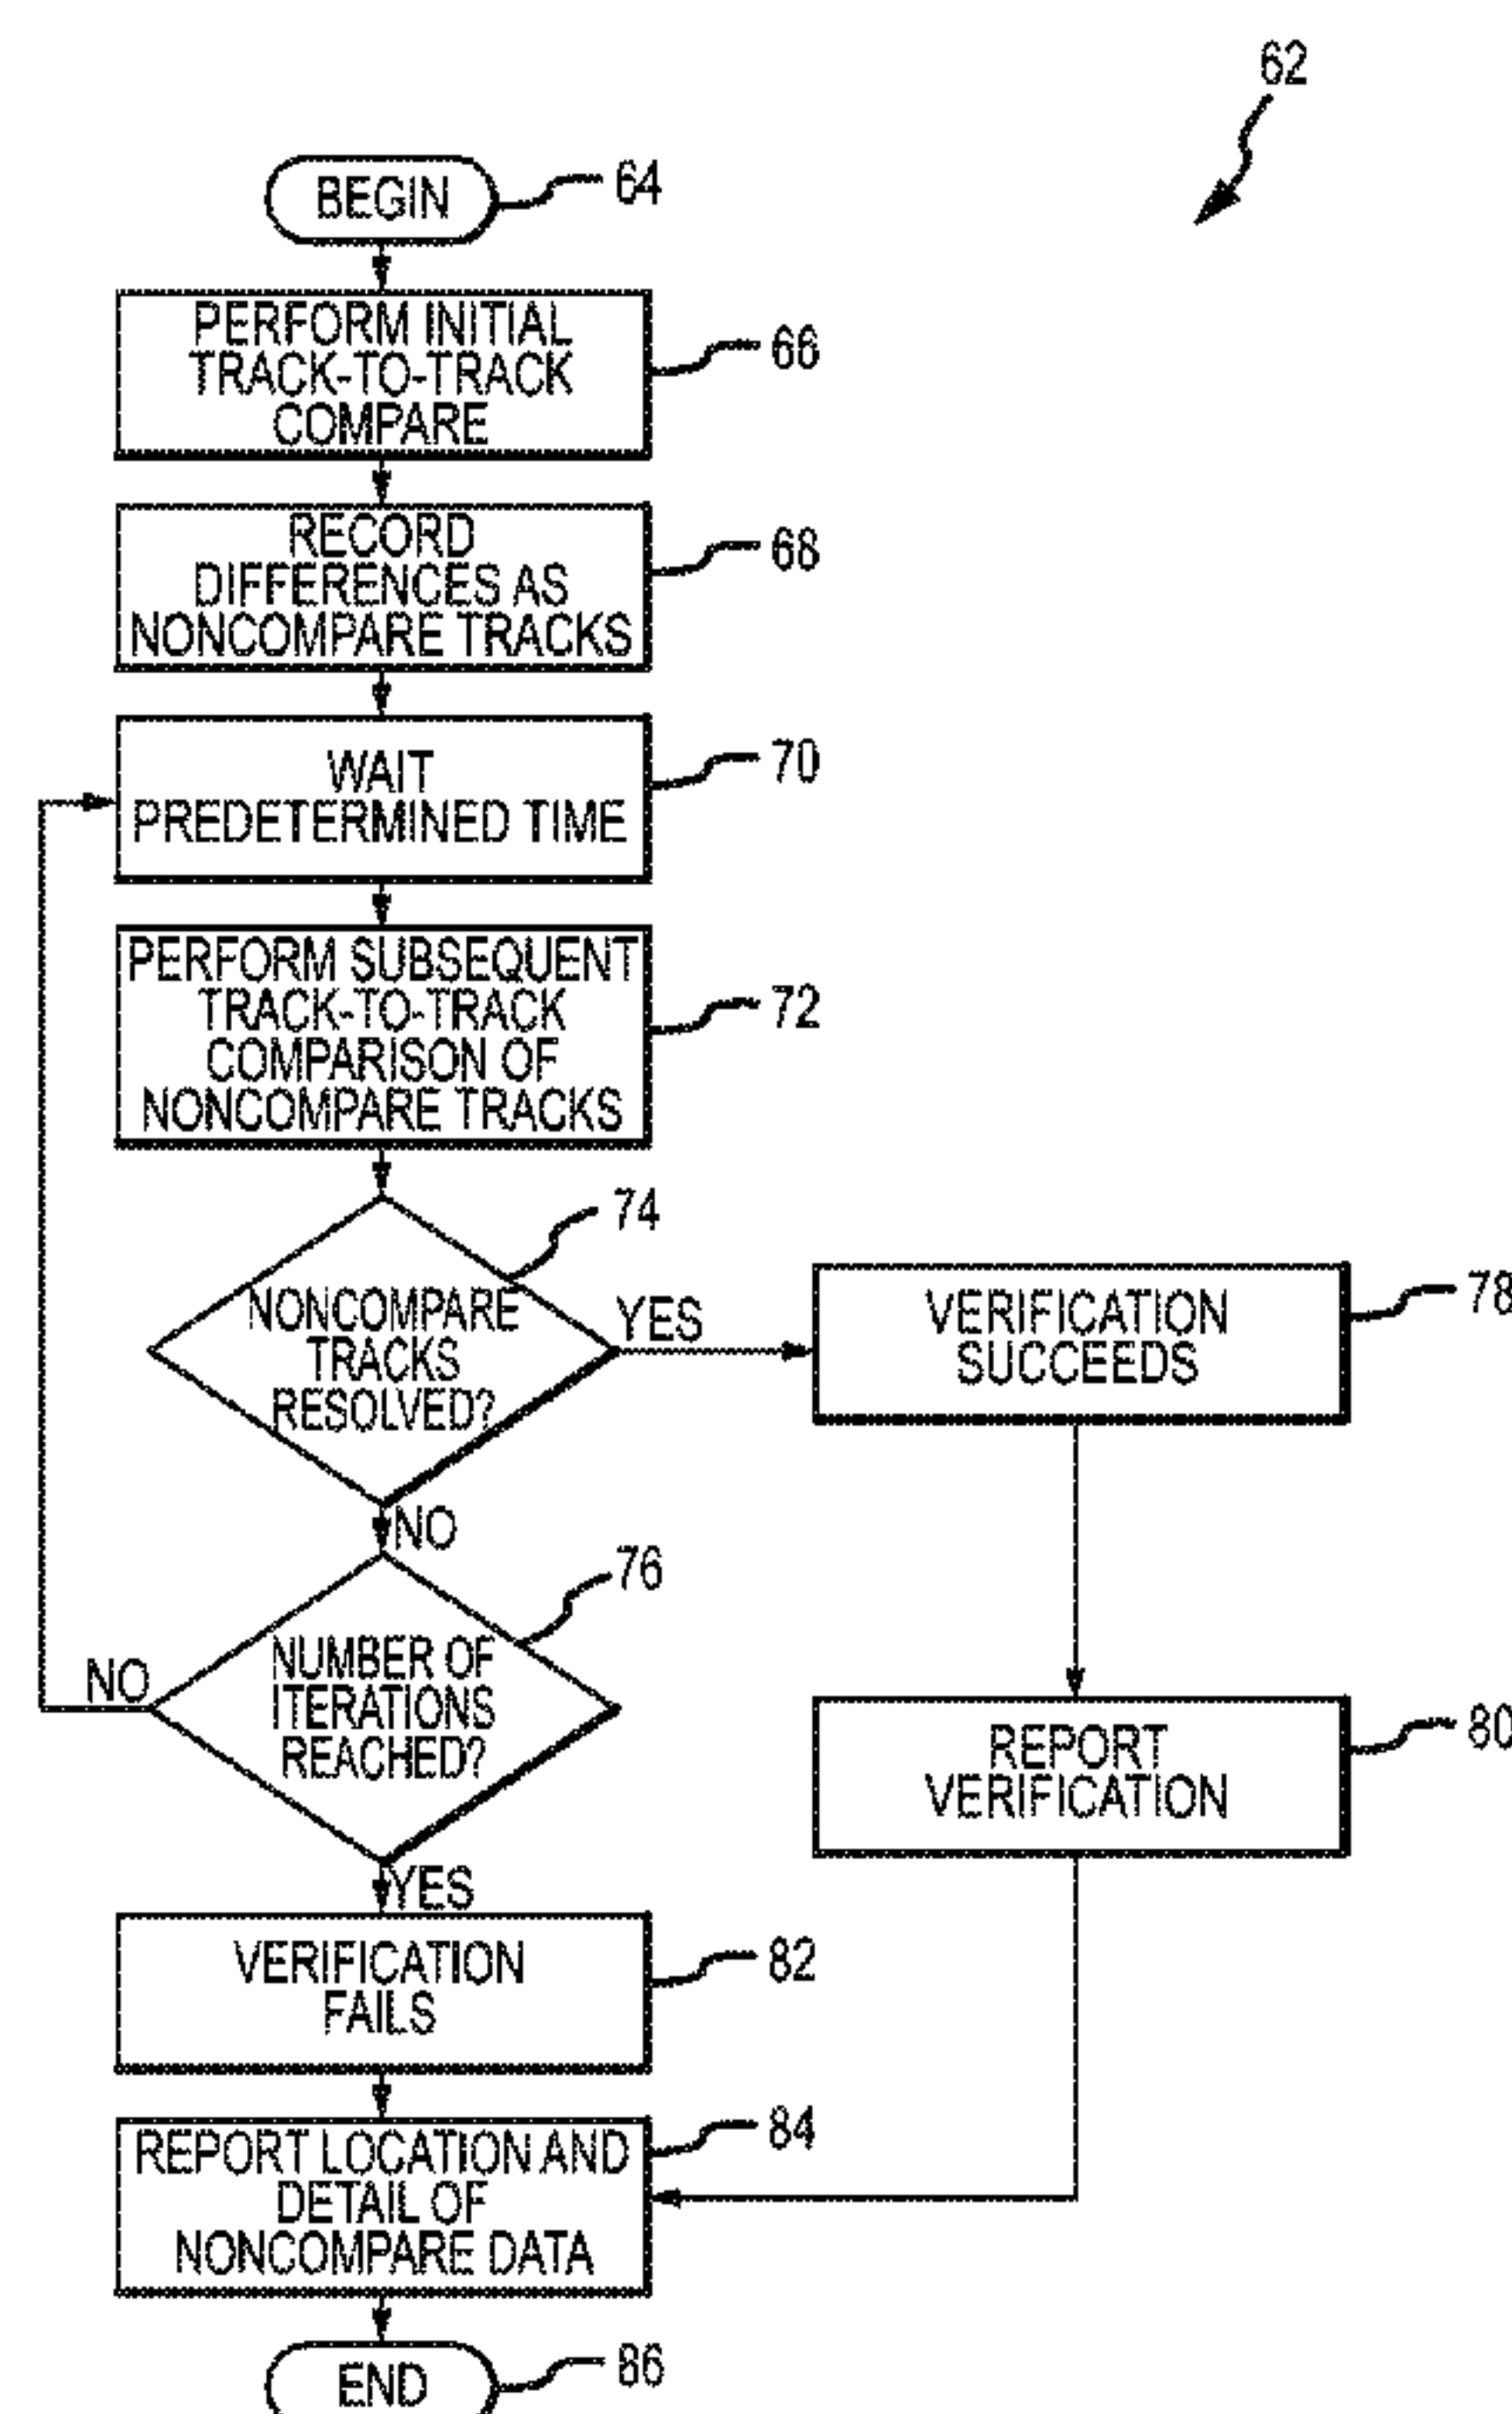 62
BEGIN
64
PERFORM INITIAL
TRACK-TO-TRACK
COMPARE
66
RECORD
DIFFERENCES AS
NONCOMPARE TRACKS
68
WAIT
PREDETERMINED TIME
70
PERFORM SUBSEQUENT
TRACK-TO-TRACK
COMPARISON OF
NONCOMPARE TRACKS
72
NONCOMPARE
TRACKS
RESOLVED?
74
YES
VERIFICATION
SUCCEEDS
78
NO
NUMBER OF
ITERATIONS
REACHED?
76
NO
REPORT
VERIFICATION
80
YES
VERIFICATION
FAILS
82
REPORT LOCATION AND
DETAIL OF
NONCOMPARE DATA
84
END
86